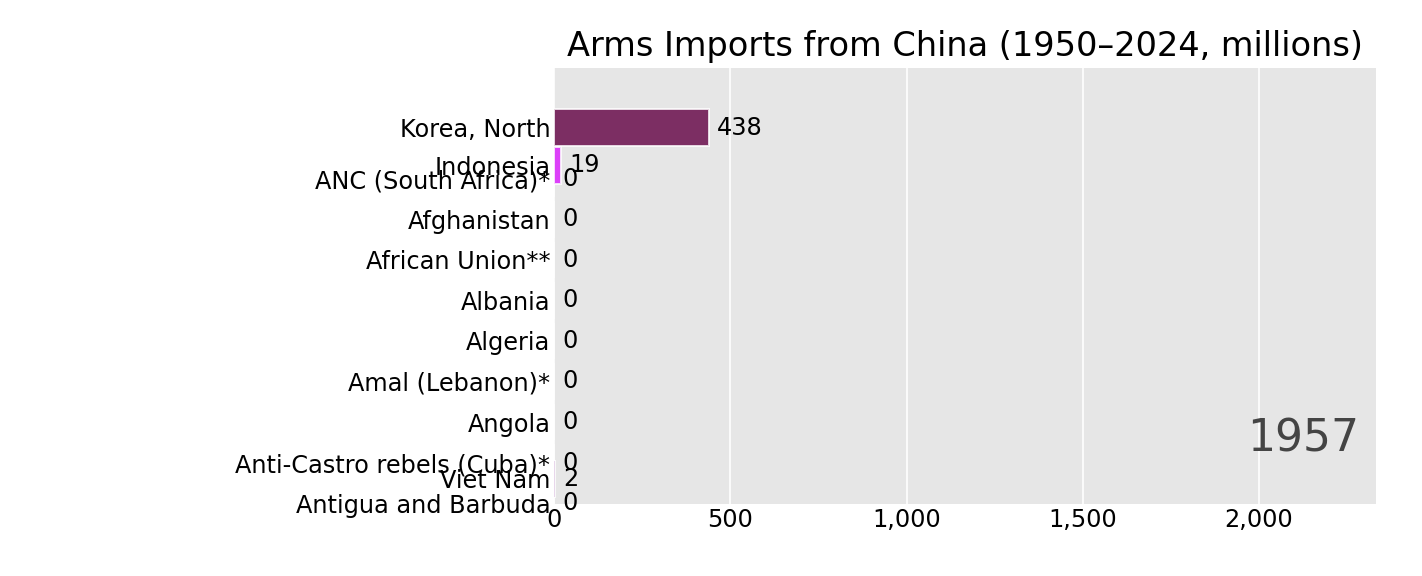 Arms Imports from China (1950–2024, millions)
Korea, North 438
Indonesia 19
ANC (South Africa)* 0
Afghanistan 0
African Union** 0
Albania 0
Algeria 0
Amal (Lebanon)* 0
Angola 0
1957
Anti-Castro rebels (Cuba)* 0
Viet Nam 2
Antigua and Barbuda 0
0 500 1,000 1,500 2,000